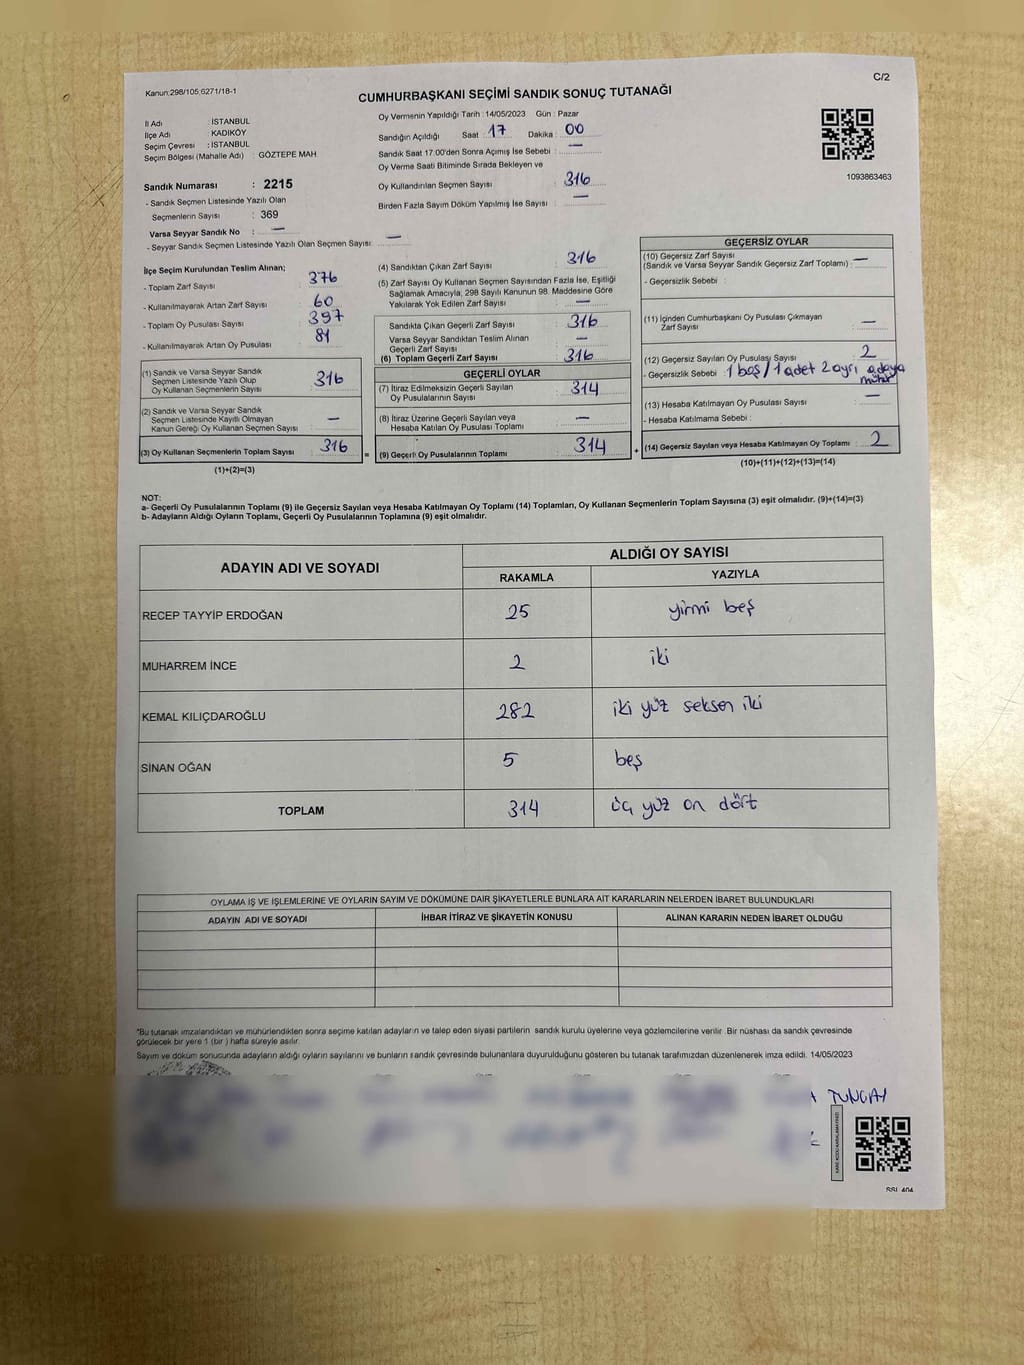 Kanun:298/105,6271/18-1
C/2
CUMHURBAŞKANI SEÇİMİ SANDIK SONUÇ TUTANAĞI
İl Adı : İSTANBUL
İlçe Adı : KADIKÖY
Seçim Çevresi : İSTANBUL
Seçim Bölgesi (Mahalle Adı) : GÖZTEPE MAH
Sandık Numarası : 2215
- Sandık Seçmen Listesinde Yazılı Olan
Seçmenlerin Sayısı : 369
Varsa Seyyar Sandık No : —
- Seyyar Sandık Seçmen Listesinde Yazılı Olan Seçmen Sayısı: —
Oy Vermenin Yapıldığı Tarih : 14/05/2023 Gün : Pazar
Sandığın Açıldığı Saat : 17 Dakika : 00
Sandık Saat 17.00'den Sonra Açımış İse Sebebi : —
Oy Verme Saati Bitiminde Sırada Bekleyen ve
Oy Kullandırılan Seçmen Sayısı : 316
Birden Fazla Sayım Döküm Yapılmış İse Sayısı : —
1093863463
İlçe Seçim Kurulundan Teslim Alınan;
- Toplam Zarf Sayısı : 376
- Kullanılmayarak Artan Zarf Sayısı : 60
- Toplam Oy Pusulası Sayısı : 397
- Kullanılmayarak Artan Oy Pusulası : 81
(1) Sandık ve Varsa Seyyar Sandık
Seçmen Listesinde Yazılı Olup
Oy Kullanan Seçmenlerin Sayısı : 316
(2) Sandık ve Varsa Seyyar Sandık
Seçmen Listesinde Kayıtlı Olmayan
Kanun Gereği Oy Kullanan Seçmen Sayısı : —
(3) Oy Kullanan Seçmenlerin Toplam Sayısı : 316
(1)+(2)=(3)
=
(4) Sandıktan Çıkan Zarf Sayısı : 316
(5) Zarf Sayısı Oy Kullanan Seçmen Sayısından Fazla İse, Eşitliği
Sağlamak Amacıyla, 298 Sayılı Kanunun 98. Maddesine Göre
Yakılarak Yok Edilen Zarf Sayısı : —
Sandıkta Çıkan Geçerli Zarf Sayısı : 316
Varsa Seyyar Sandıktan Teslim Alınan
Geçerli Zarf Sayısı : —
(6) Toplam Geçerli Zarf Sayısı : 316
GEÇERLİ OYLAR
(7) İtiraz Edilmeksizin Geçerli Sayılan
Oy Pusulalarının Sayısı : 314
(8) İtiraz Üzerine Geçerli Sayılan veya
Hesaba Katılan Oy Pusulası Toplamı : —
(9) Geçerli Oy Pusulalarının Toplamı : 314
+
GEÇERSİZ OYLAR
(10) Geçersiz Zarf Sayısı
(Sandık ve Varsa Seyyar Sandık Geçersiz Zarf Toplamı) : —
- Geçersizlik Sebebi :
(11) İçinden Cumhurbaşkanı Oy Pusulası Çıkmayan
Zarf Sayısı : —
(12) Geçersiz Sayılan Oy Pusulası Sayısı : 2
- Geçersizlik Sebebi : 1 boş / 1 adet 2 ayrı adaya
mühür
(13) Hesaba Katılmayan Oy Pusulası Sayısı : —
- Hesaba Katılmama Sebebi :
(14) Geçersiz Sayılan veya Hesaba Katılmayan Oy Toplamı : 2
(10)+(11)+(12)+(13)=(14)
NOT:
a- Geçerli Oy Pusulalarının Toplamı (9) ile Geçersiz Sayılan veya Hesaba Katılmayan Oy Toplamı (14) Toplamları, Oy Kullanan Seçmenlerin Toplam Sayısına (3) eşit olmalıdır. (9)+(14)=(3)
b- Adayların Aldığı Oyların Toplamı, Geçerli Oy Pusulalarının Toplamına (9) eşit olmalıdır.
ADAYIN ADI VE SOYADI
ALDIĞI OY SAYISI
RAKAMLA YAZIYLA
RECEP TAYYİP ERDOĞAN 25 yirmi beş
MUHARREM İNCE 2 iki
KEMAL KILIÇDAROĞLU 282 iki yüz seksen iki
SİNAN OĞAN 5 beş
TOPLAM 314 üç yüz on dört
OYLAMA İŞ VE İŞLEMLERİNE VE OYLARIN SAYIM VE DÖKÜMÜNE DAİR ŞİKAYETLERLE BUNLARA AİT KARARLARIN NELERDEN İBARET BULUNDUKLARI
ADAYIN ADI VE SOYADI İHBAR İTİRAZ VE ŞİKAYETİN KONUSU ALINAN KARARIN NEDEN İBARET OLDUĞU
*Bu tutanak imzalandıktan ve mühürlendikten sonra seçime katılan adayların ve talep eden siyasi partilerin sandık kurulu üyelerine veya gözlemcilerine verilir .Bir nüshası da sandık çevresinde
görülecek bir yere 1 (bir ) hafta süreyle asılır.
Sayım ve döküm sonucunda adayların aldığı oyların sayılarını ve bunların sandık çevresinde bulunanlara duyurulduğunu gösteren bu tutanak tarafımızdan düzenlenerek imza edildi. 14/05/2023
TUNCAY